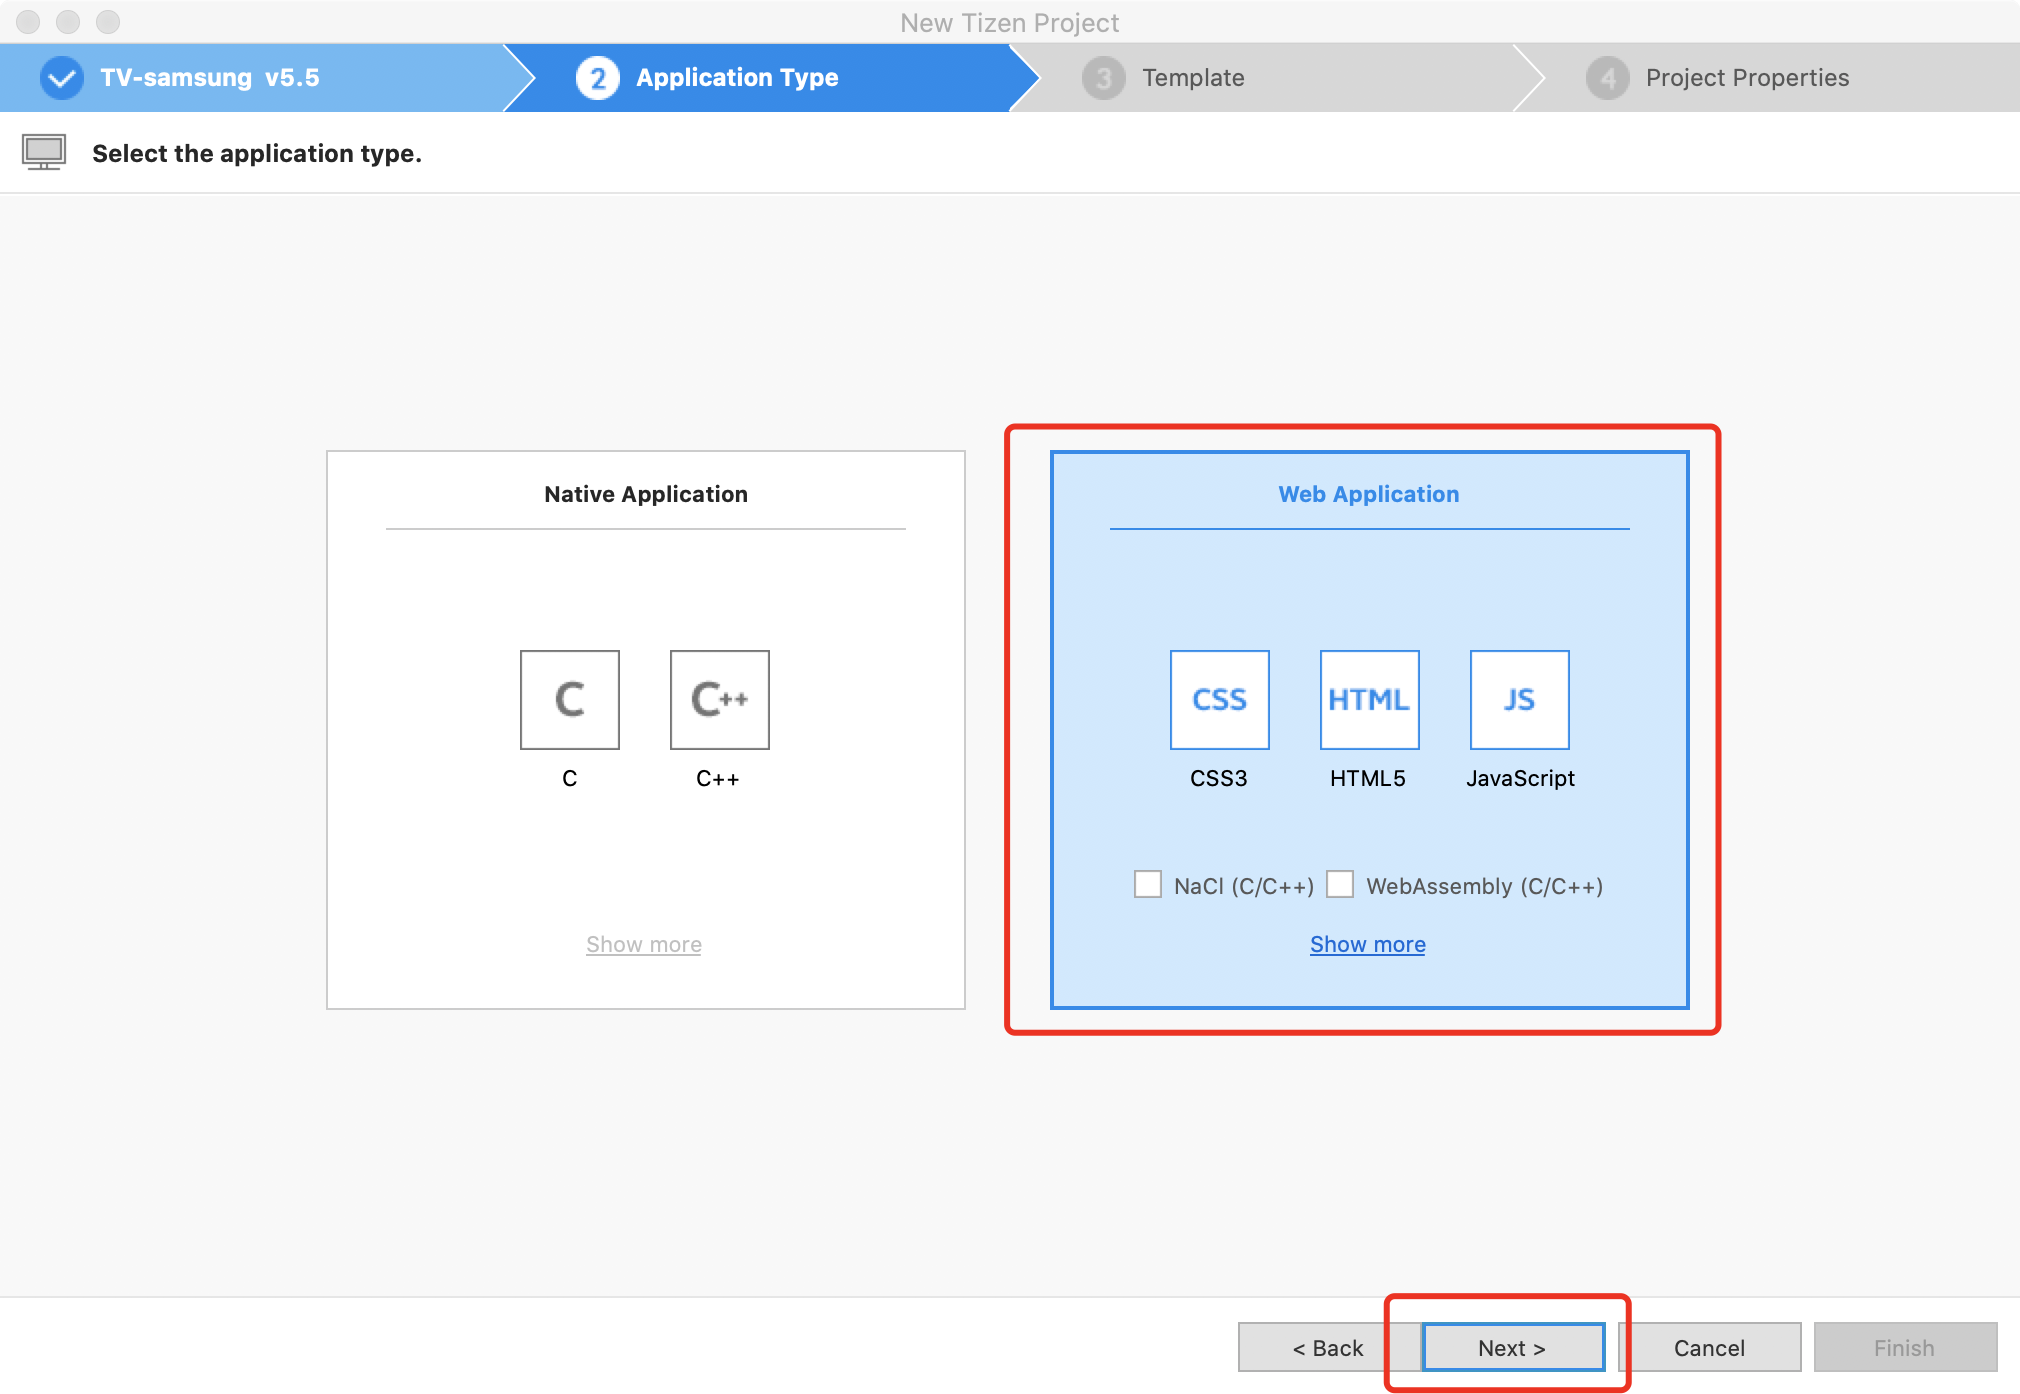 New Tizen Project
TV-samsung v5.5
2 Application Type
3 Template
4 Project Properties
Select the application type.
Native Application
C C++
C C++
Show more
Web Application
CSS HTML JS
CSS3 HTML5 JavaScript
NaCl (C/C++) WebAssembly (C/C++)
Show more
< Back Next > Cancel Finish